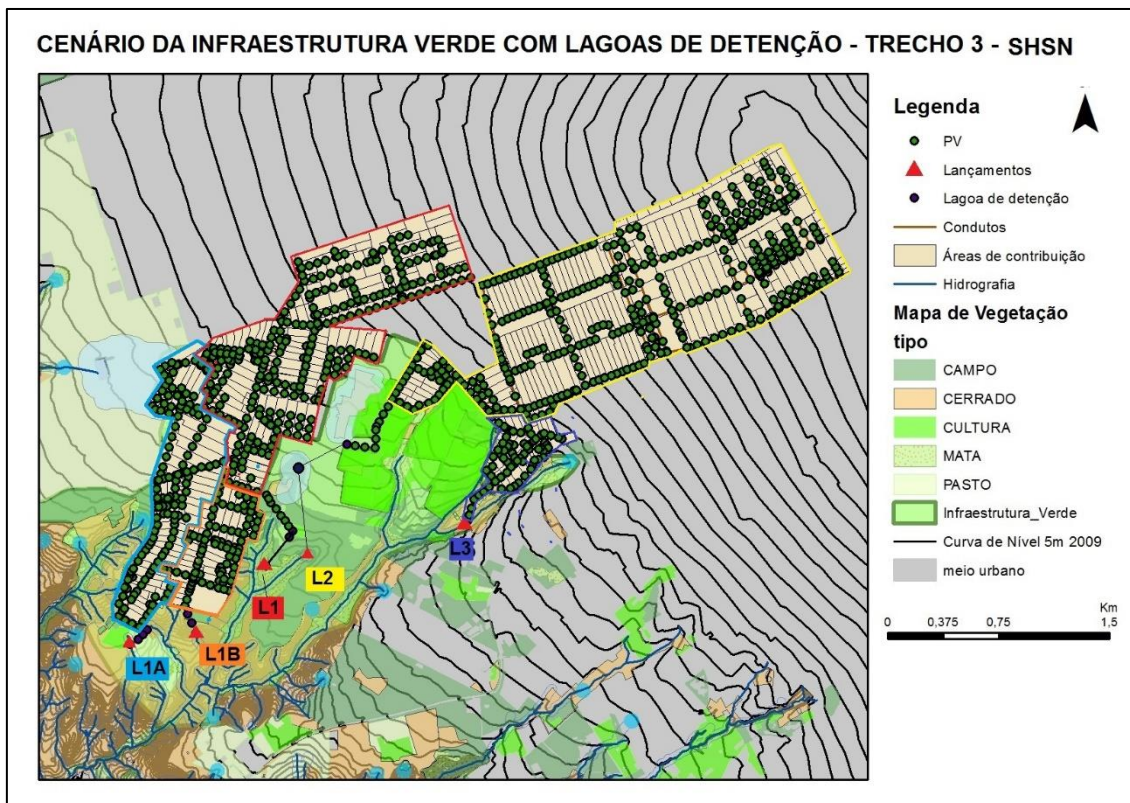 CENÁRIO DA INFRAESTRUTURA VERDE COM LAGOAS DE DETENÇÃO - TRECHO 3 - SHSN
Legenda
PV
Lançamentos
Lagoa de detenção
Condutos
Áreas de contribuição
Hidrografia
Mapa de Vegetação
tipo
CAMPO
CERRADO
CULTURA
MATA
PASTO
Infraestrutura_Verde
Curva de Nível 5m 2009
meio urbano
Km
0 0,375 0,75 1,5
L3
L2
L1
L1B
L1A